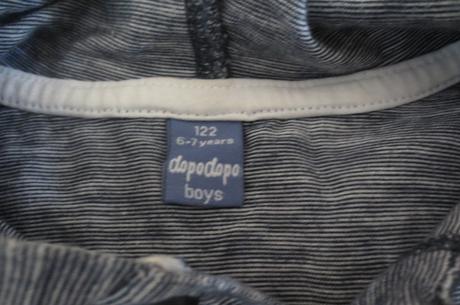 122
6-7 years
dopodopo
boys